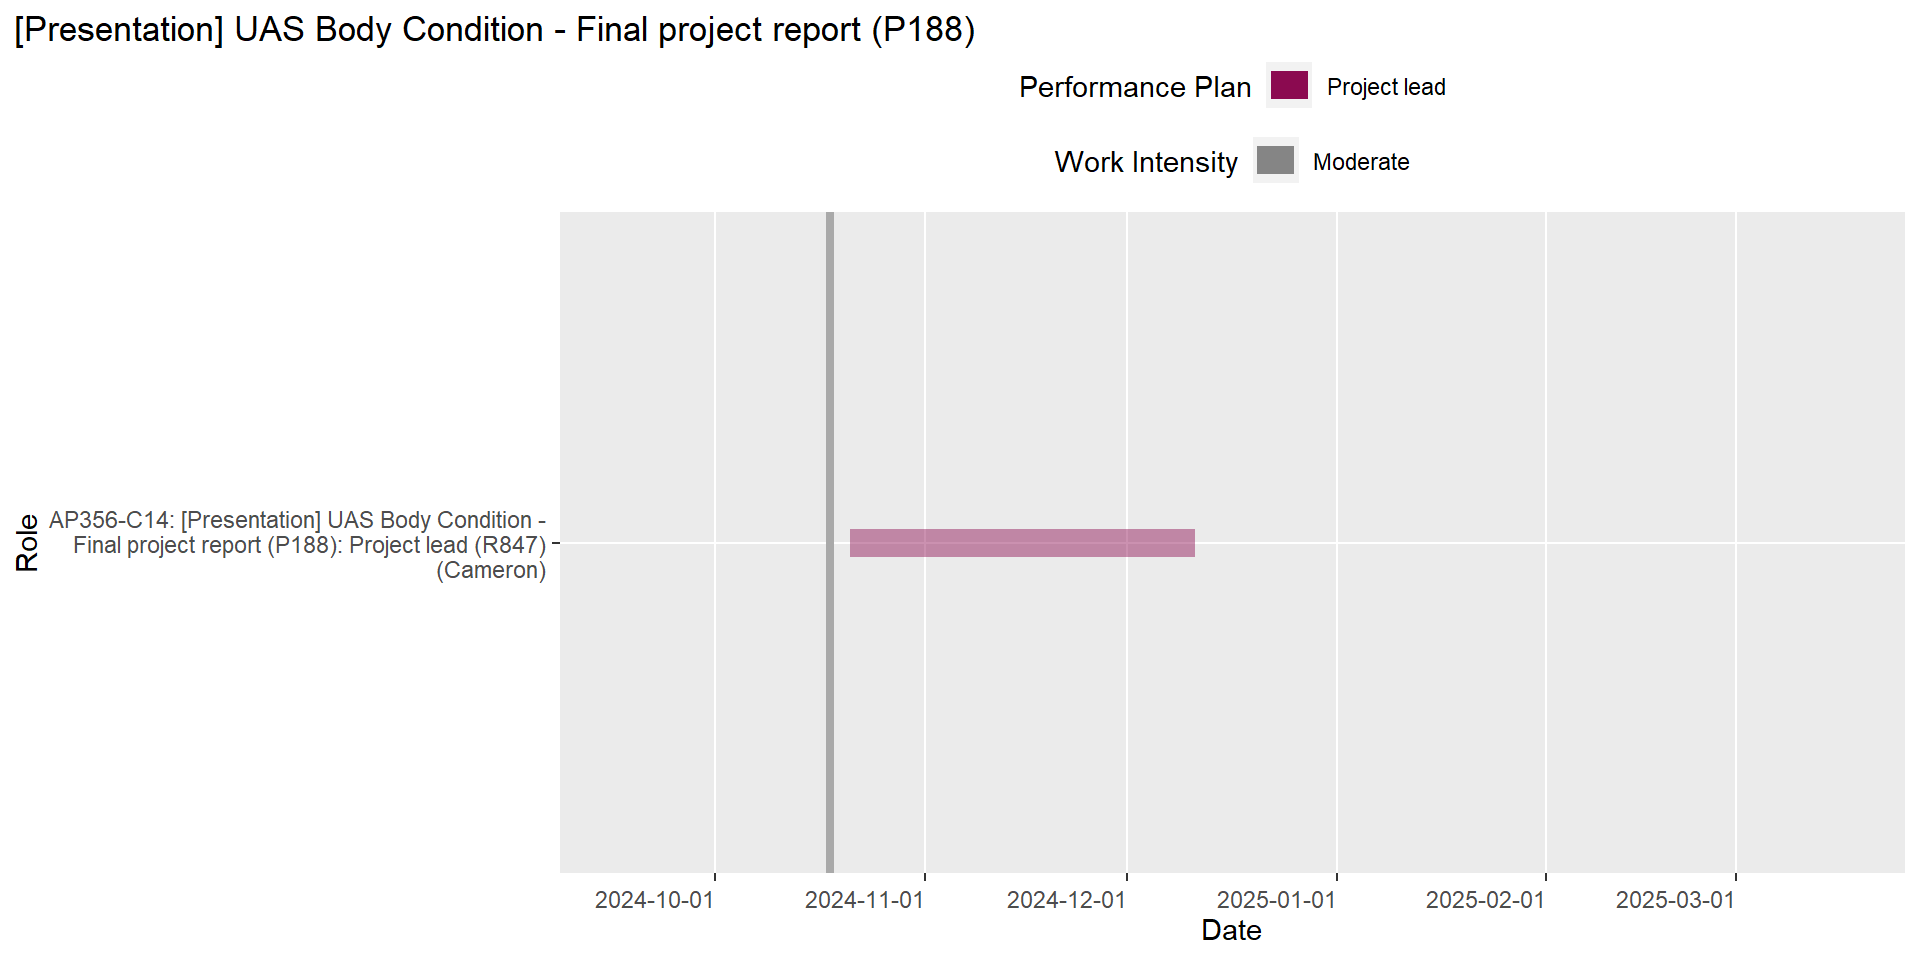 [Presentation] UAS Body Condition - Final project report (P188)
Performance Plan
Project lead
Work Intensity
Moderate
Role
AP356-C14: [Presentation] UAS Body Condition -
Final project report (P188): Project lead (R847)
(Cameron)
2024-10-01
2024-11-01
2024-12-01
2025-01-01
2025-02-01
2025-03-01
Date